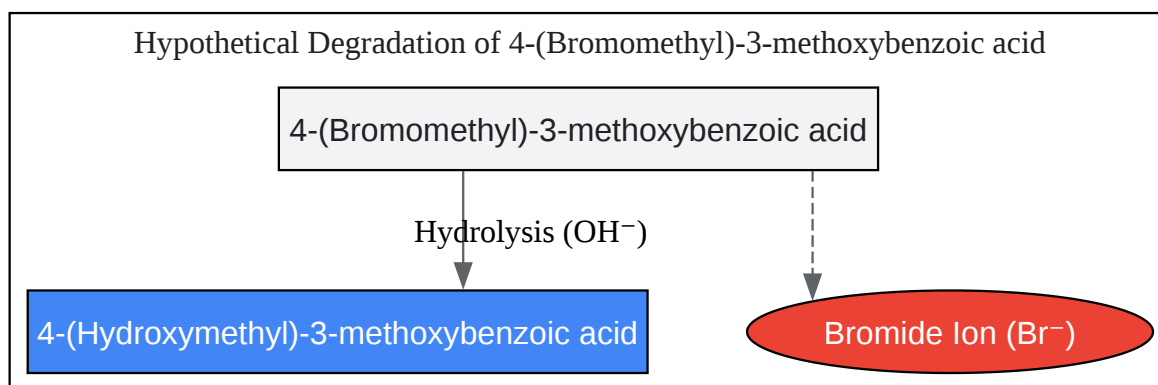 Hypothetical Degradation of 4-(Bromomethyl)-3-methoxybenzoic acid
4-(Bromomethyl)-3-methoxybenzoic acid
Hydrolysis (OH⁻)
4-(Hydroxymethyl)-3-methoxybenzoic acid
Bromide Ion (Br⁻)